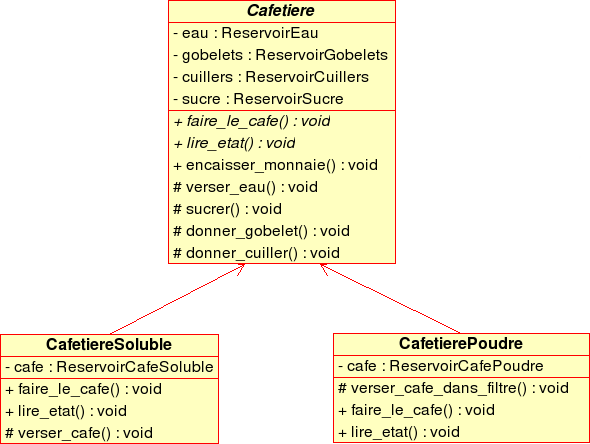 Cafetiere
- eau : ReservoirEau
- gobelets : ReservoirGobelets
- cuillers : ReservoirCuillers
- sucre : ReservoirSucre
+ faire_le_cafe() : void
+ lire_etat() : void
+ encaisser_monnaie() : void
# verser_eau() : void
# sucrer() : void
# donner_gobelet() : void
# donner_cuiller() : void
CafetiereSoluble
- cafe : ReservoirCafeSoluble
+ faire_le_cafe() : void
+ lire_etat() : void
# verser_cafe() : void
CafetierePoudre
- cafe : ReservoirCafePoudre
# verser_cafe_dans_filtre() : void
+ faire_le_cafe() : void
+ lire_etat() : void